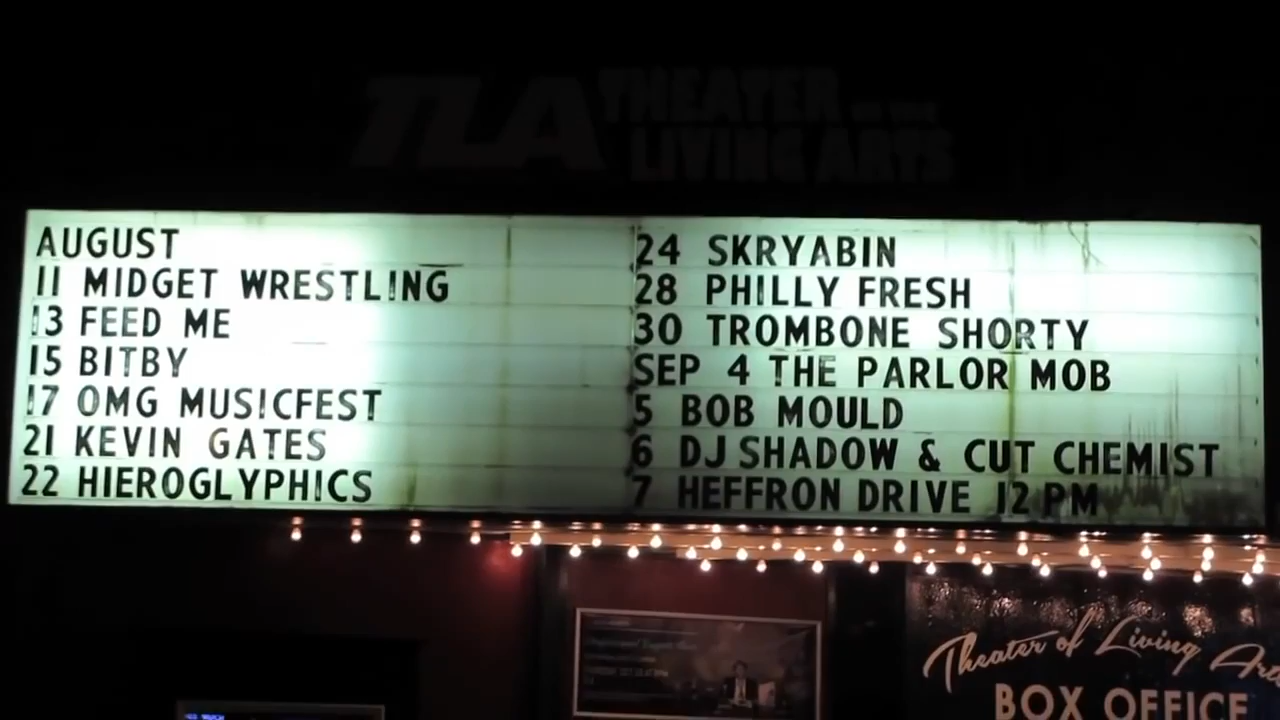 TLA THEATER OF THE
LIVING ARTS
AUGUST
11 MIDGET WRESTLING
13 FEED ME
15 BITBY
17 OMG MUSICFEST
21 KEVIN GATES
22 HIEROGLYPHICS
24 SKRYABIN
28 PHILLY FRESH
30 TROMBONE SHORTY
SEP 4 THE PARLOR MOB
5 BOB MOULD
6 DJ SHADOW & CUT CHEMIST
7 HEFFRON DRIVE 12 PM
Theater of Living Arts
BOX OFFICE